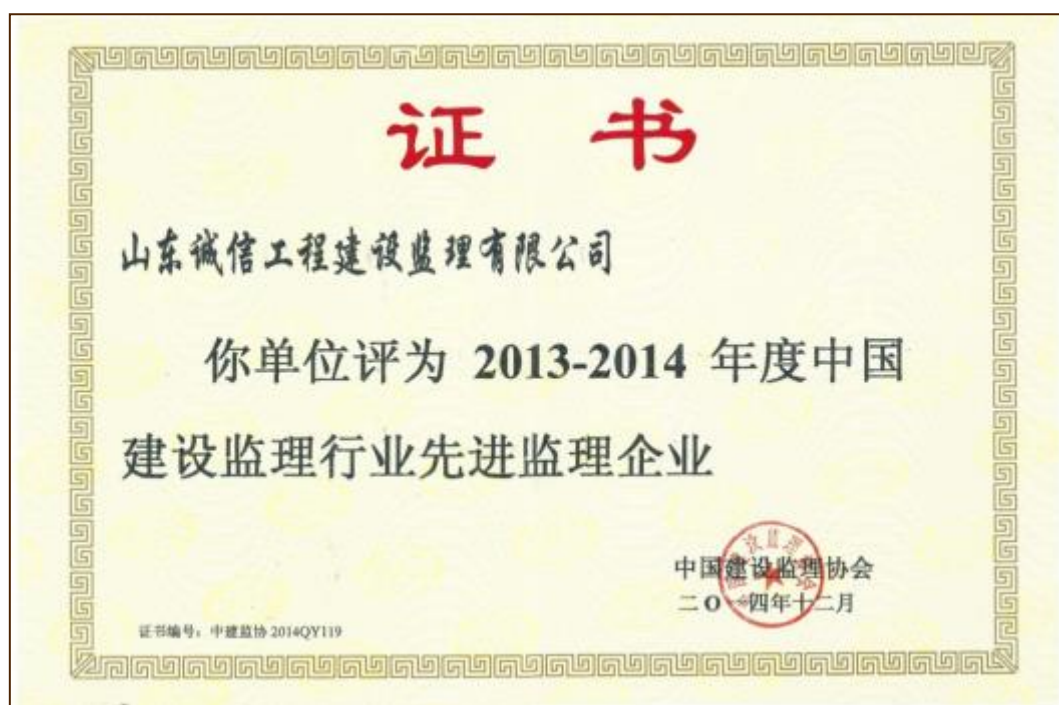 证 书
山东诚信工程建设监理有限公司
你单位评为 2013-2014 年度中国
建设监理行业先进监理企业
中国建设监理协会
二〇一四年十二月
证书编号：中建监协 2014QY119